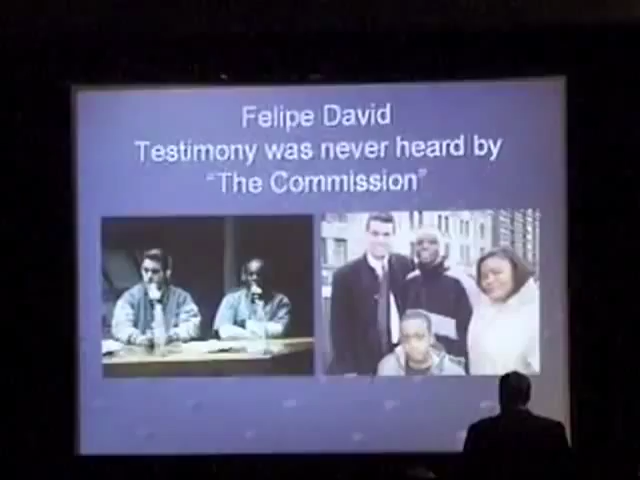 Felipe David
Testimony was never heard by
"The Commission"